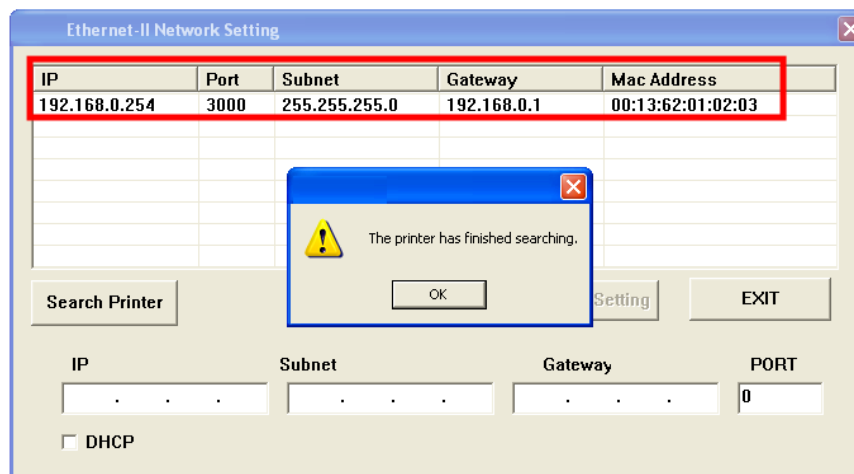 Ethernet-II Network Setting
IP Port Subnet Gateway Mac Address
192.168.0.254 3000 255.255.255.0 192.168.0.1 00:13:62:01:02:03
The printer has finished searching.
OK
Search Printer Setting EXIT
IP Subnet Gateway PORT
. . . . . . . . . 0
DHCP